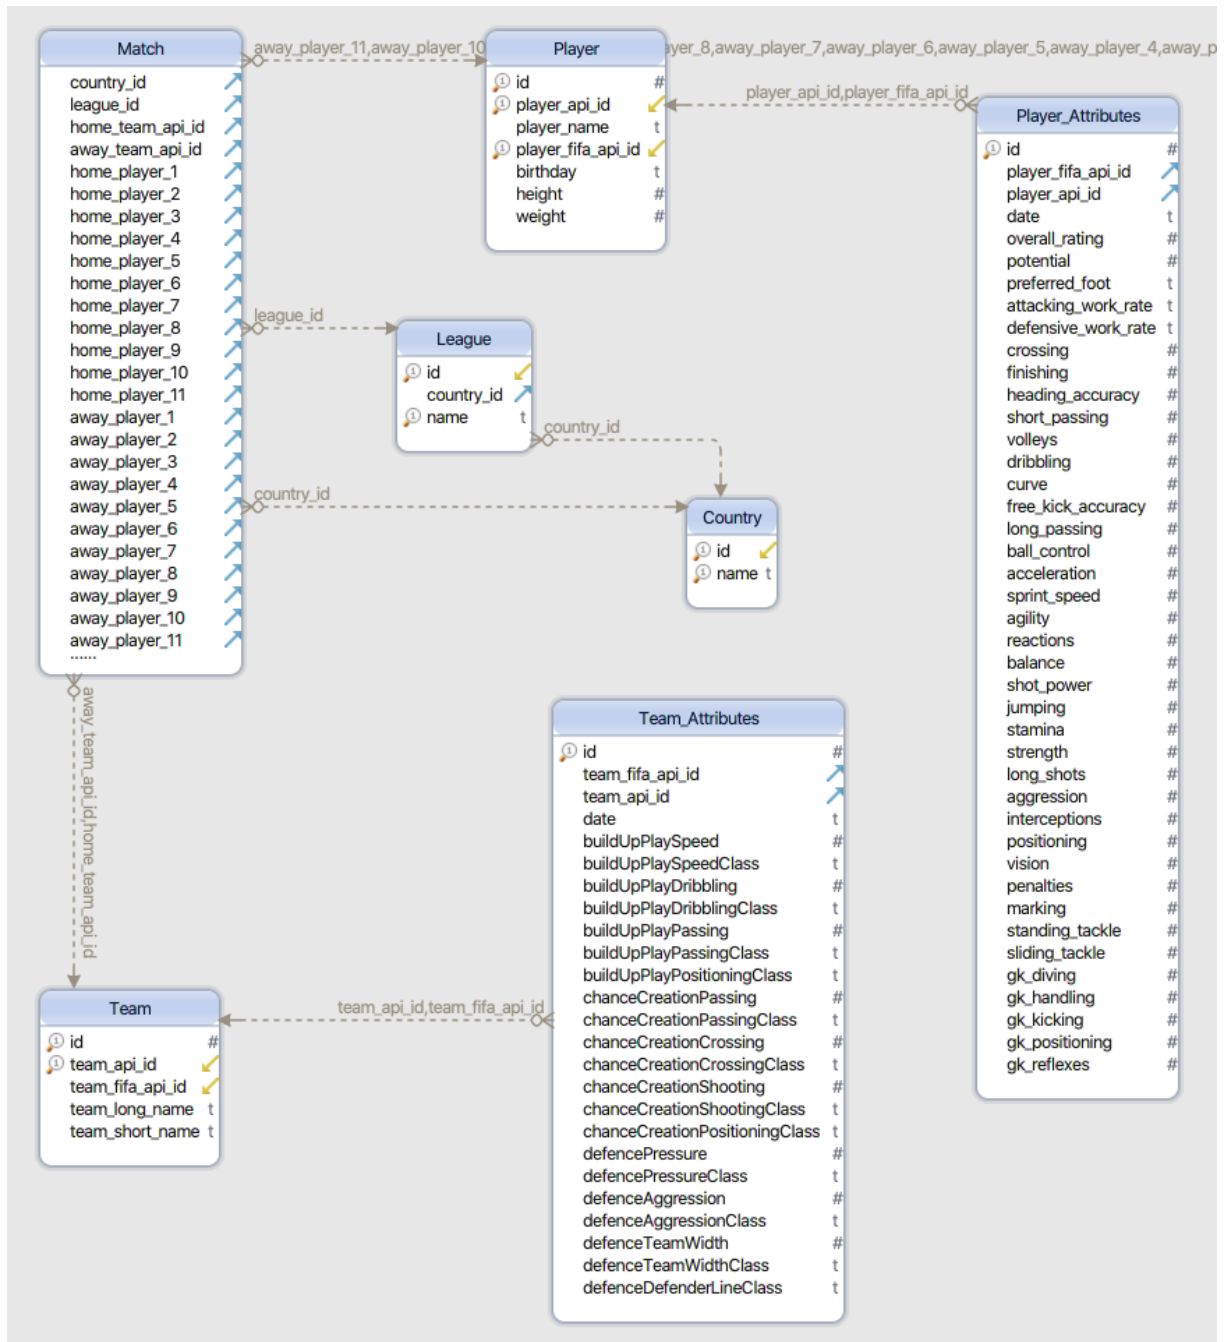 Match
country_id
league_id
home_team_api_id
away_team_api_id
home_player_1
home_player_2
home_player_3
home_player_4
home_player_5
home_player_6
home_player_7
home_player_8
home_player_9
home_player_10
home_player_11
away_player_1
away_player_2
away_player_3
away_player_4
away_player_5
away_player_6
away_player_7
away_player_8
away_player_9
away_player_10
away_player_11
......
away_player_11,away_player_10
Player
id #
player_api_id
player_name t
player_fifa_api_id
birthday t
height #
weight #
ayer_8,away_player_7,away_player_6,away_player_5,away_player_4,away_p
player_api_id,player_fifa_api_id
Player_Attributes
id #
player_fifa_api_id
player_api_id
date t
overall_rating #
potential #
preferred_foot t
attacking_work_rate t
defensive_work_rate t
crossing #
finishing #
heading_accuracy #
short_passing #
volleys #
dribbling #
curve #
free_kick_accuracy #
long_passing #
ball_control #
acceleration #
sprint_speed #
agility #
reactions #
balance #
shot_power #
jumping #
stamina #
strength #
long_shots #
aggression #
interceptions #
positioning #
vision #
penalties #
marking #
standing_tackle #
sliding_tackle #
gk_diving #
gk_handling #
gk_kicking #
gk_positioning #
gk_reflexes #
league_id
League
id
country_id
name t
country_id
country_id
Country
id
name t
away_team_api_id,home_team_api_id
Team
id #
team_api_id
team_fifa_api_id
team_long_name t
team_short_name t
team_api_id,team_fifa_api_id
Team_Attributes
id #
team_fifa_api_id
team_api_id
date t
buildUpPlaySpeed #
buildUpPlaySpeedClass t
buildUpPlayDribbling #
buildUpPlayDribblingClass t
buildUpPlayPassing #
buildUpPlayPassingClass t
buildUpPlayPositioningClass t
chanceCreationPassing #
chanceCreationPassingClass t
chanceCreationCrossing #
chanceCreationCrossingClass t
chanceCreationShooting #
chanceCreationShootingClass t
chanceCreationPositioningClass t
defencePressure #
defencePressureClass t
defenceAggression #
defenceAggressionClass t
defenceTeamWidth #
defenceTeamWidthClass t
defenceDefenderLineClass t